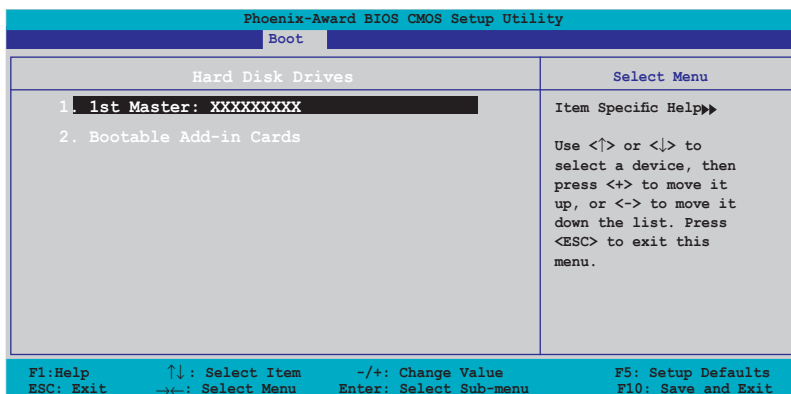 Phoenix-Award BIOS CMOS Setup Utility
Boot
Hard Disk Drives
1. 1st Master: XXXXXXXXX
2. Bootable Add-in Cards
Select Menu
Item Specific Help▶▶
Use <↑> or <↓> to
select a device, then
press <+> to move it
up, or <-> to move it
down the list. Press
<ESC> to exit this
menu.
F1:Help ↑↓: Select Item -/+: Change Value F5: Setup Defaults
ESC: Exit →←: Select Menu Enter: Select Sub-menu F10: Save and Exit